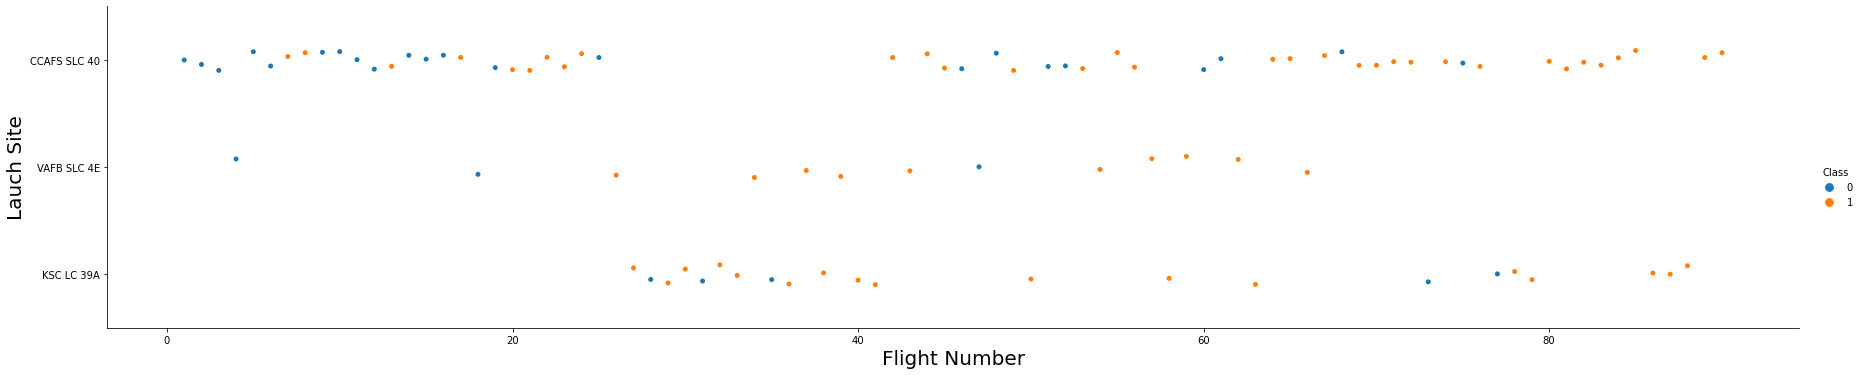 Lauch Site
CCAFS SLC 40
VAFB SLC 4E
KSC LC 39A
0 20 40 60 80
Flight Number
Class
0
1